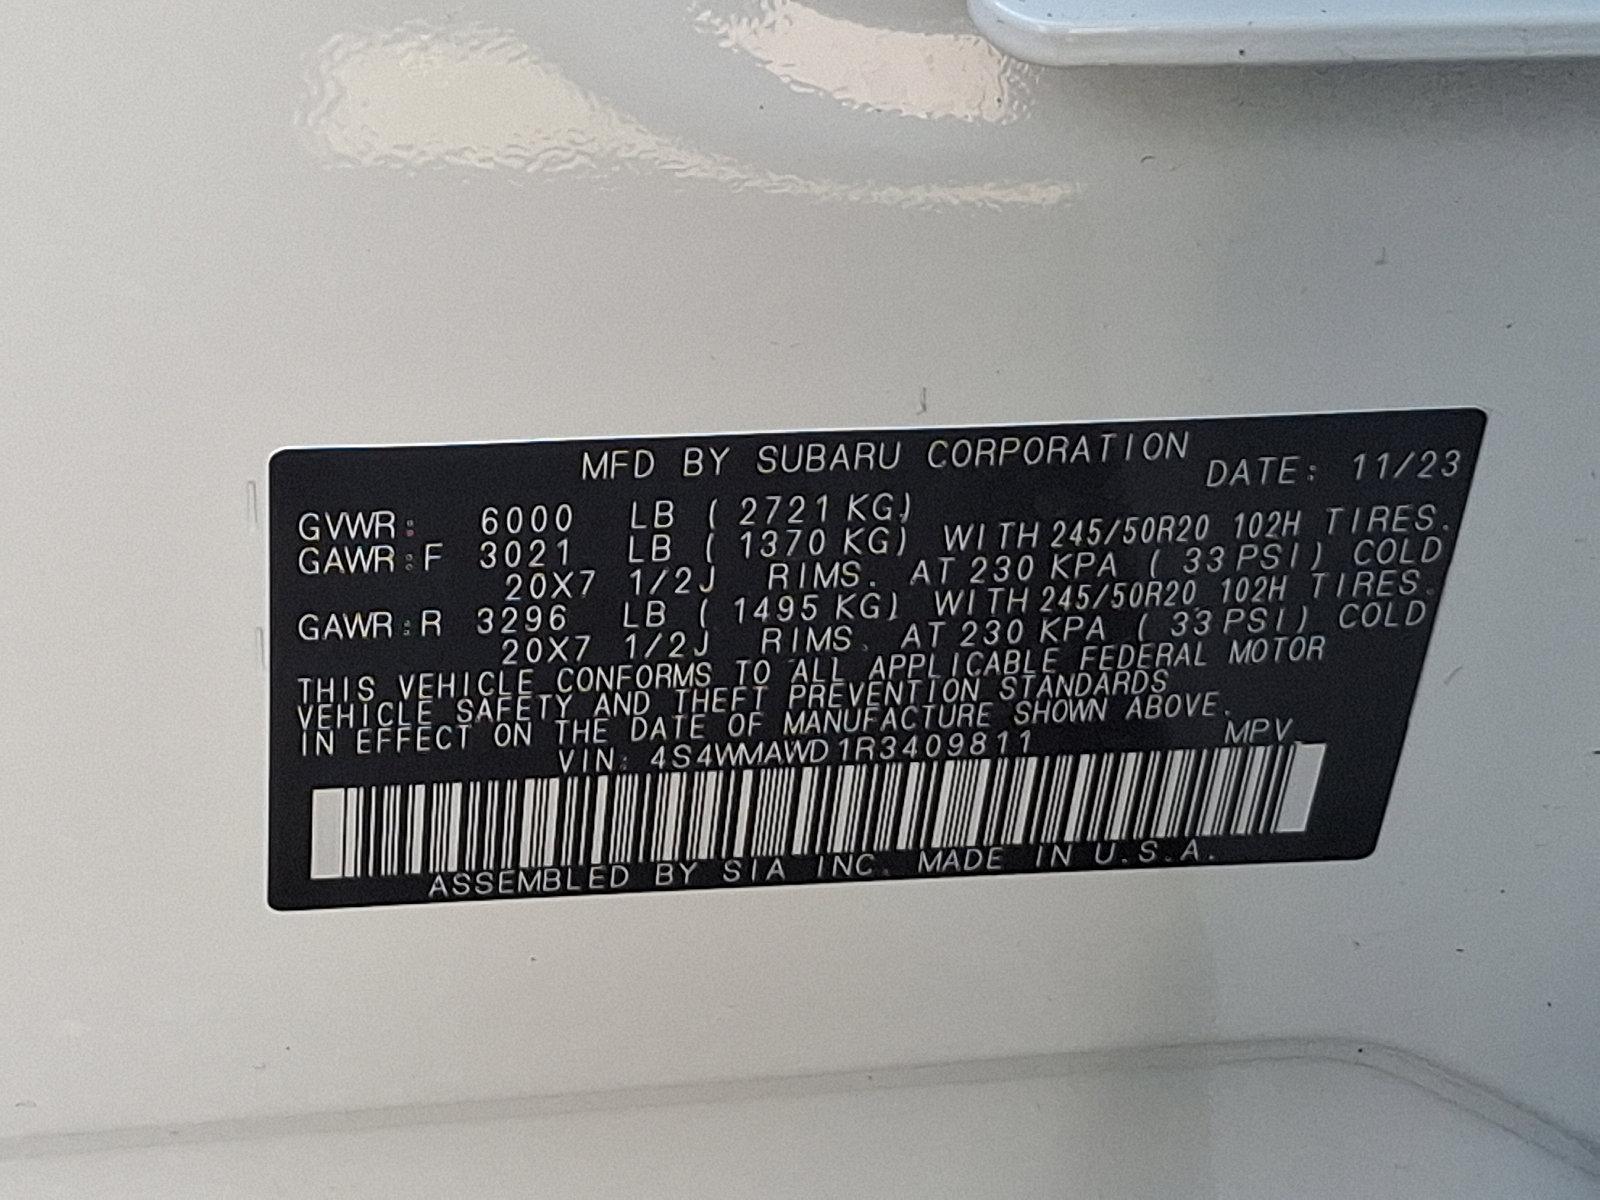 MFD BY SUBARU CORPORATION DATE: 11/23
GVWR: 6000 LB ( 2721 KG)
GAWR:F 3021 LB ( 1370 KG) WITH 245/50R20 102H TIRES.
20X7 1/2J RIMS. AT 230 KPA ( 33 PSI) COLD
GAWR:R 3296 LB ( 1495 KG) WITH 245/50R20 102H TIRES.
20X7 1/2J RIMS. AT 230 KPA ( 33 PSI) COLD
THIS VEHICLE CONFORMS TO ALL APPLICABLE FEDERAL MOTOR
VEHICLE SAFETY AND THEFT PREVENTION STANDARDS
IN EFFECT ON THE DATE OF MANUFACTURE SHOWN ABOVE.
VIN: 4S4WMAWD1R3409811 MPV
ASSEMBLED BY SIA INC. MADE IN U.S.A.